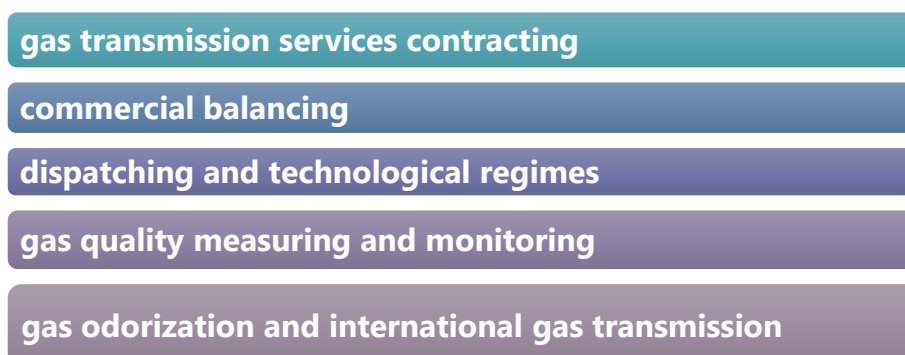 gas transmission services contracting
commercial balancing
dispatching and technological regimes
gas quality measuring and monitoring
gas odorization and international gas transmission